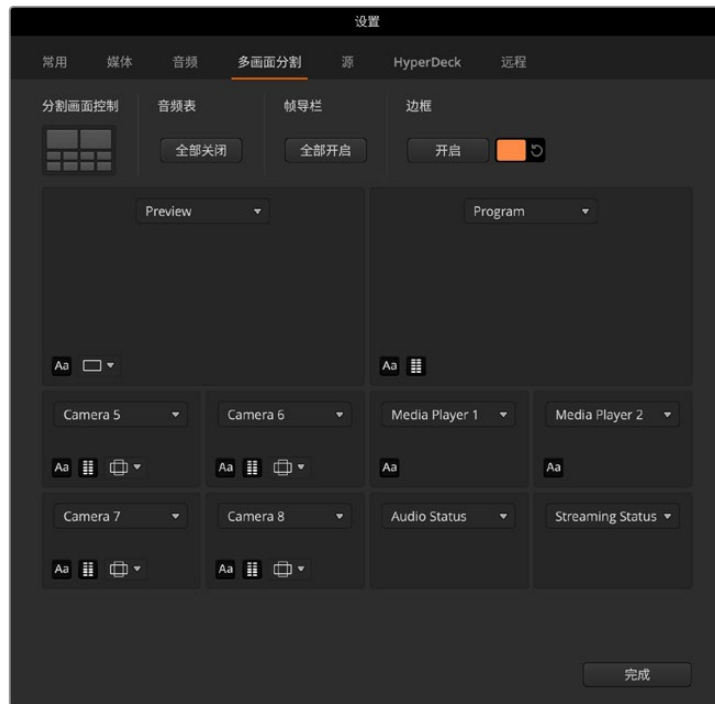 设置
常用 媒体 音频 多画面分割 源 HyperDeck 远程
分割画面控制 音频表 帧导栏 边框
全部关闭 全部开启 开启
Preview Program
Aa Aa
Camera 5 Camera 6 Media Player 1 Media Player 2
Aa Aa Aa Aa
Camera 7 Camera 8 Audio Status Streaming Status
Aa Aa
完成